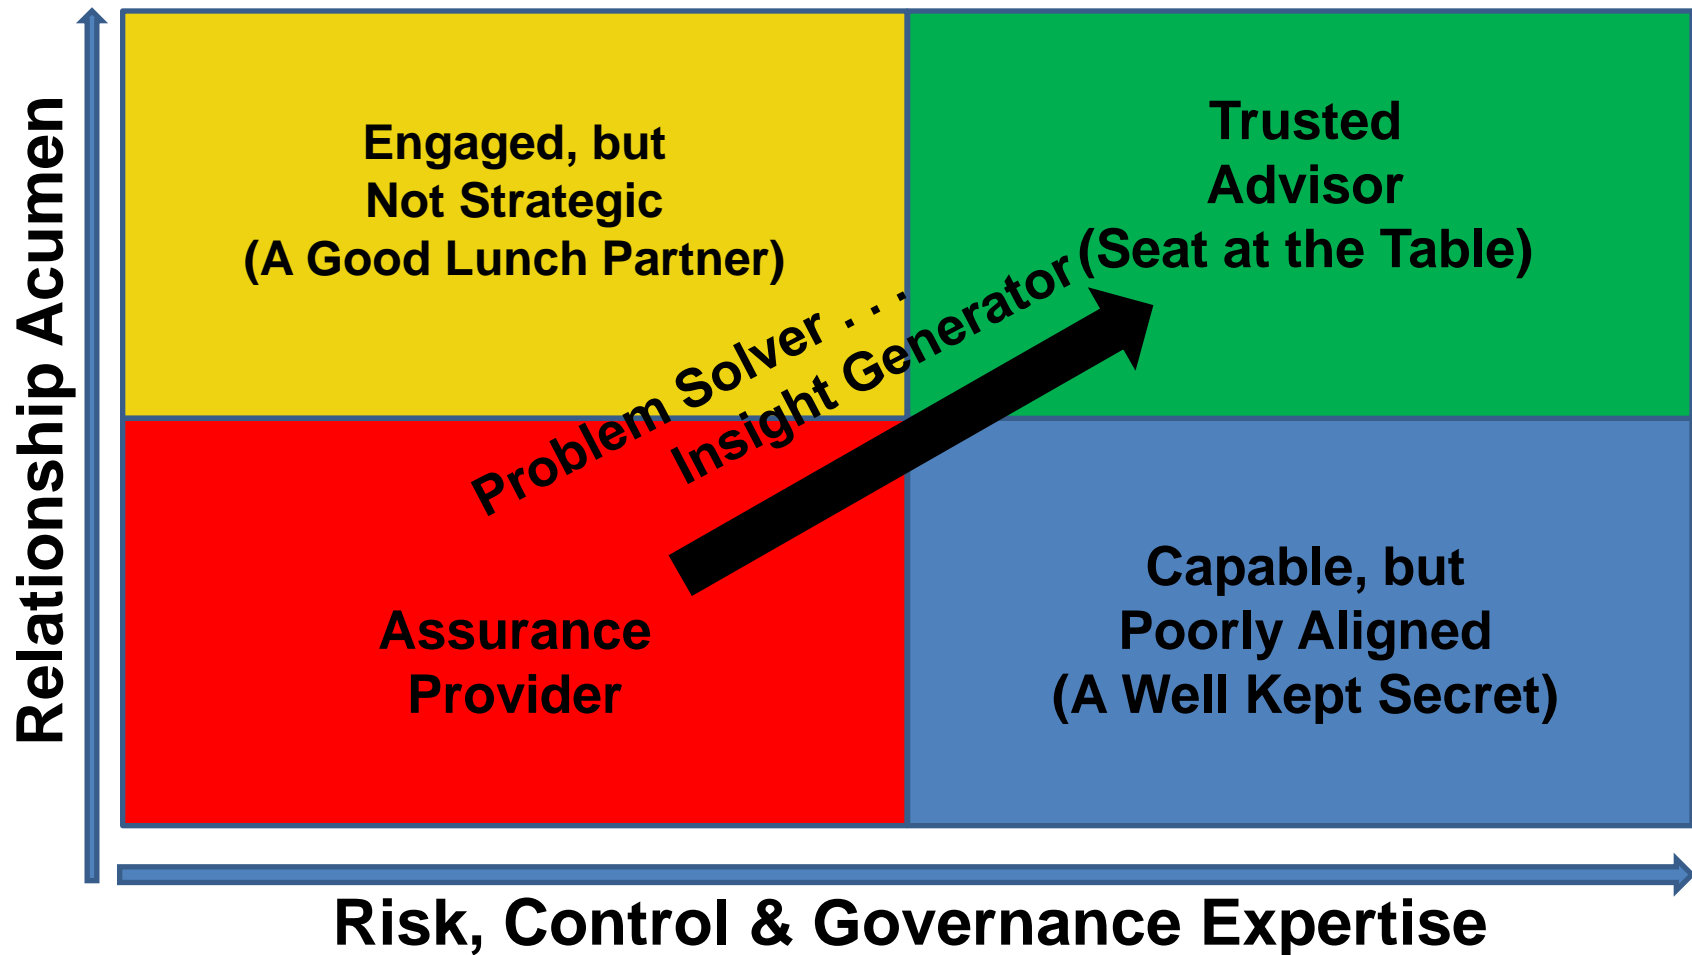 Relationship Acumen
Engaged, but
Not Strategic
(A Good Lunch Partner)
Trusted
Advisor
(Seat at the Table)
Problem Solver . . .
Insight Generator
Assurance
Provider
Capable, but
Poorly Aligned
(A Well Kept Secret)
Risk, Control & Governance Expertise